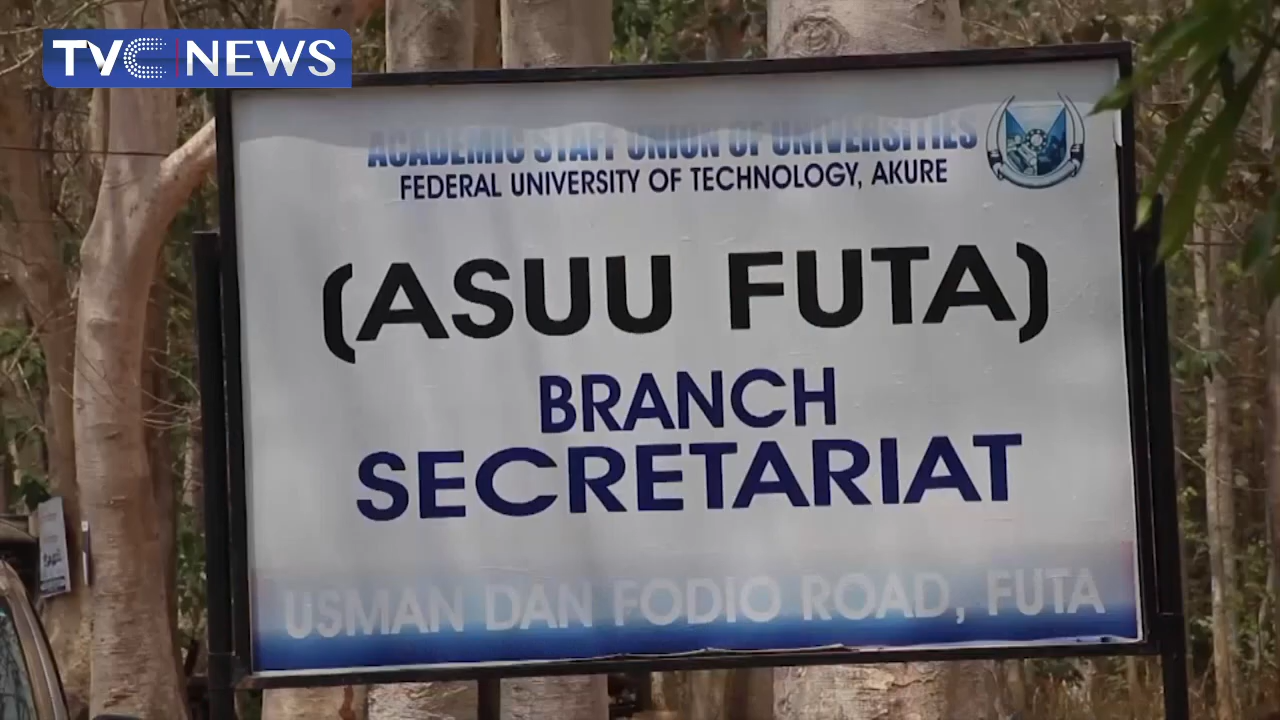 TVC NEWS
ACADEMIC STAFF UNION OF UNIVERSITIES
FEDERAL UNIVERSITY OF TECHNOLOGY, AKURE
(ASUU FUTA)
BRANCH
SECRETARIAT
USMAN DAN FODIO ROAD, FUTA